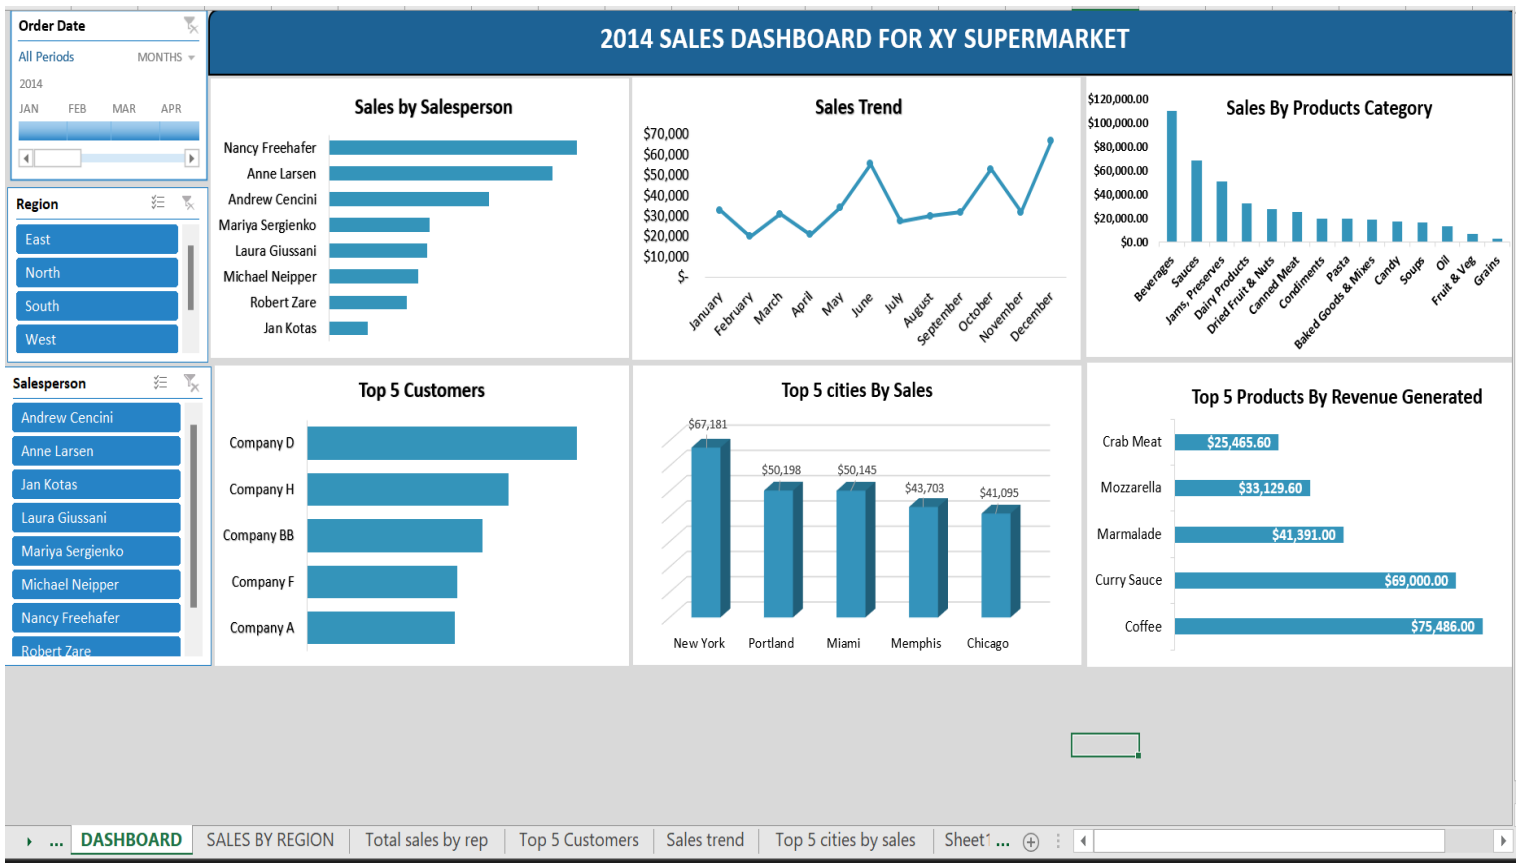 Order Date
All Periods
MONTHS
2014
JAN FEB MAR APR
Region
East
North
South
West
Salesperson
Andrew Cencini
Anne Larsen
Jan Kotas
Laura Giussani
Mariya Sergienko
Michael Neipper
Nancy Freehafer
Robert Zare
2014 SALES DASHBOARD FOR XY SUPERMARKET
Sales by Salesperson
Nancy Freehafer
Anne Larsen
Andrew Cencini
Mariya Sergienko
Laura Giussani
Michael Neipper
Robert Zare
Jan Kotas
Sales Trend
$70,000
$60,000
$50,000
$40,000
$30,000
$20,000
$10,000
$-
January
February
March
April
May
June
July
August
September
October
November
December
Sales By Products Category
$120,000.00
$100,000.00
$80,000.00
$60,000.00
$40,000.00
$20,000.00
$0.00
Beverages
Sauces
Jams, Preserves
Dairy Products
Dried Fruit & Nuts
Canned Meat
Condiments
Pasta
Baked Goods & Mixes
Candy
Soups
Oil
Fruit & Veg
Grains
Top 5 Customers
Company D
Company H
Company BB
Company F
Company A
Top 5 cities By Sales
$67,181
$50,198
$50,145
$43,703
$41,095
New York
Portland
Miami
Memphis
Chicago
Top 5 Products By Revenue Generated
Crab Meat $25,465.60
Mozzarella $33,129.60
Marmalade $41,391.00
Curry Sauce $69,000.00
Coffee $75,486.00
... DASHBOARD SALES BY REGION Total sales by rep Top 5 Customers Sales trend Top 5 cities by sales Sheet1 ...